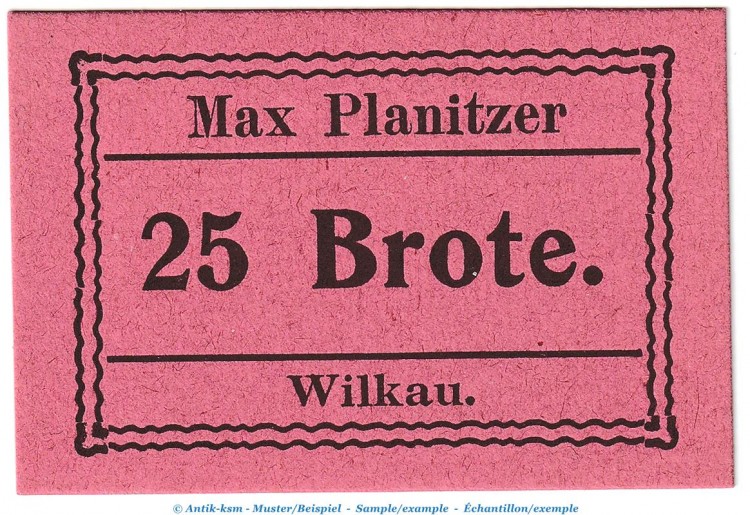 Max Planitzer
25 Brote.
Wilkau.
© Antik-ksm - Muster/Beispiel - Sample/example - Échantillon/exemple